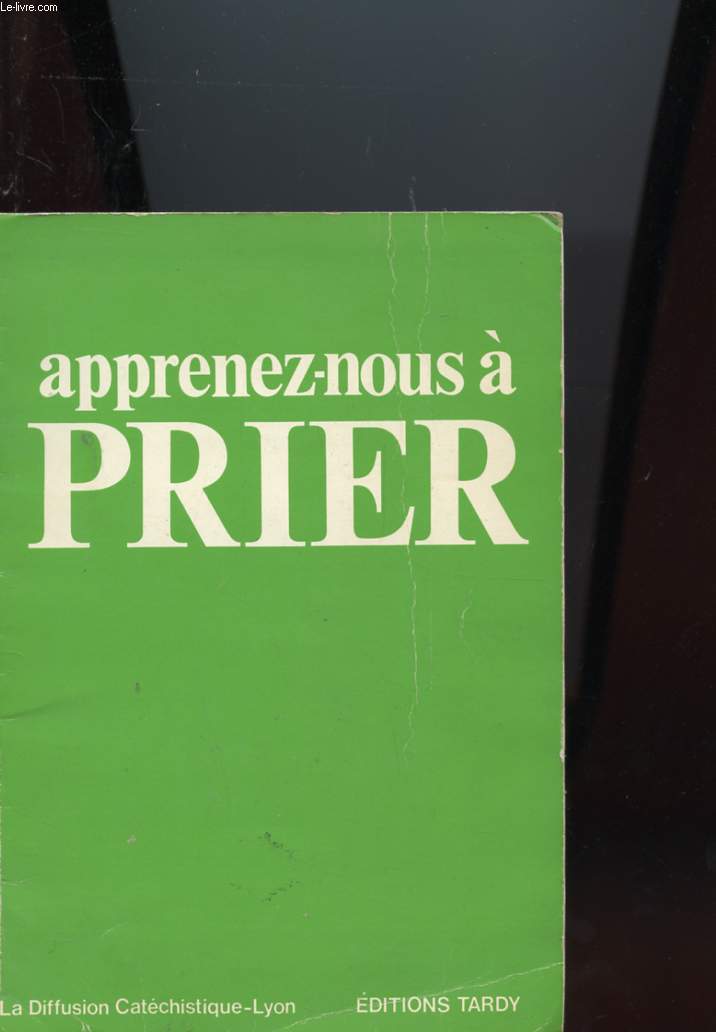 Le-livre.com
apprenez-nous à
PRIER
La Diffusion Catéchistique-Lyon ÉDITIONS TARDY